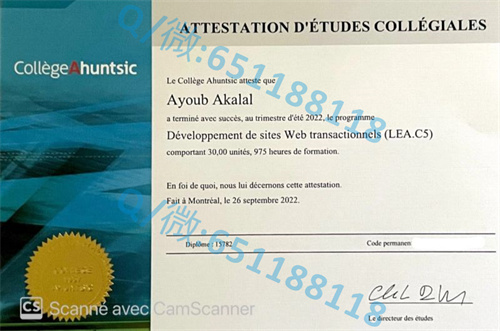 ATTESTATION D'ÉTUDES COLLÉGIALES
CollègeAhuntsic
Le Collège Ahuntsic atteste que
Ayoub Akalal
a terminé avec succès, au trimestre d'été 2022, le programme
Développement de sites Web transactionnels (LEA.C5)
comportant 30,00 unités, 975 heures de formation.
En foi de quoi, nous lui décernons cette attestation.
Fait à Montréal, le 26 septembre 2022.
Diplôme : 15782
Code permanen
Le directeur des études
CS Scanné avec CamScanner
Q/微:651188118
Q/微:651188118